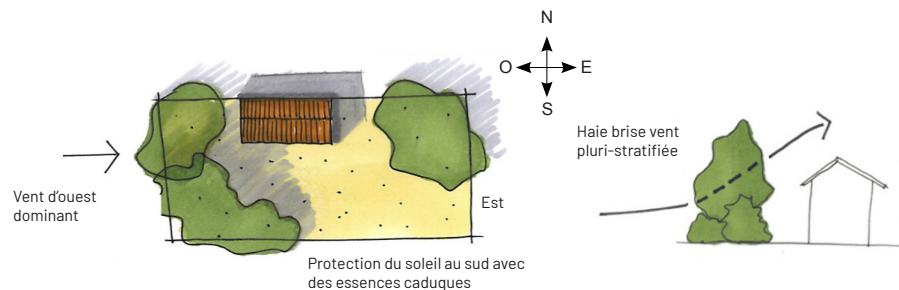 N
O
E
S
Haie brise vent
pluri-stratifiée
Vent d'ouest
dominant
Est
Protection du soleil au sud avec
des essences caduques